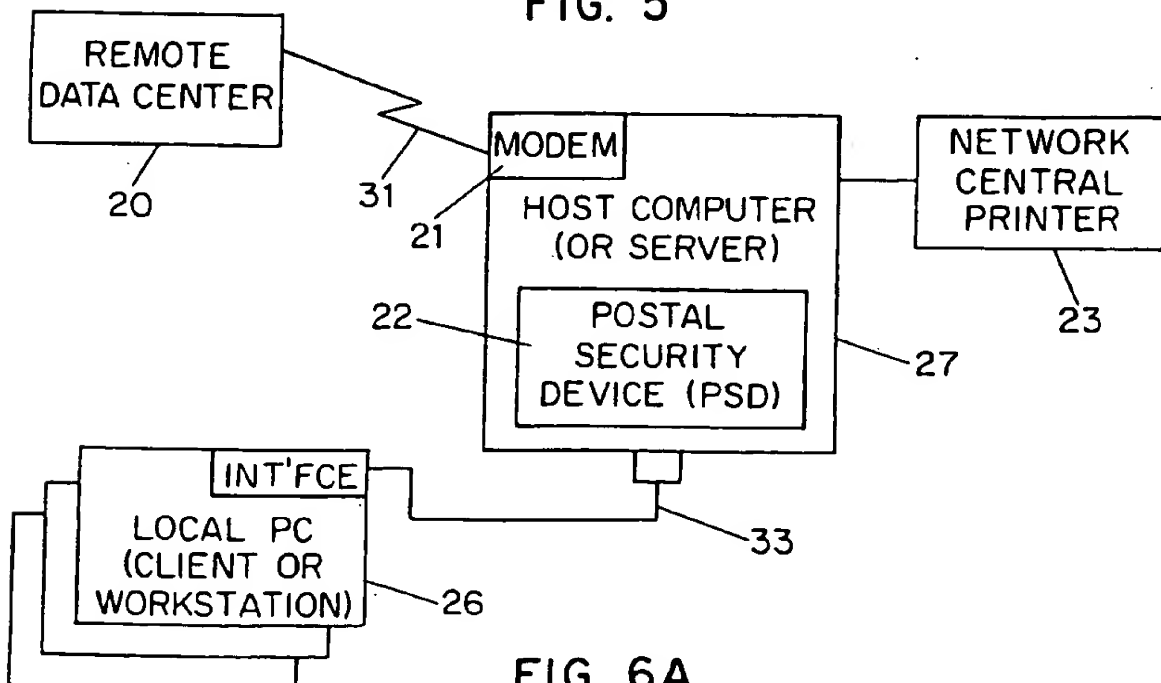 FIG. 5
REMOTE
DATA CENTER
20
31
MODEM
21
HOST COMPUTER
(OR SERVER)
22
POSTAL
SECURITY
DEVICE (PSD)
27
NETWORK
CENTRAL
PRINTER
23
INT'FCE
LOCAL PC
(CLIENT OR
WORKSTATION)
26
33
FIG. 6A